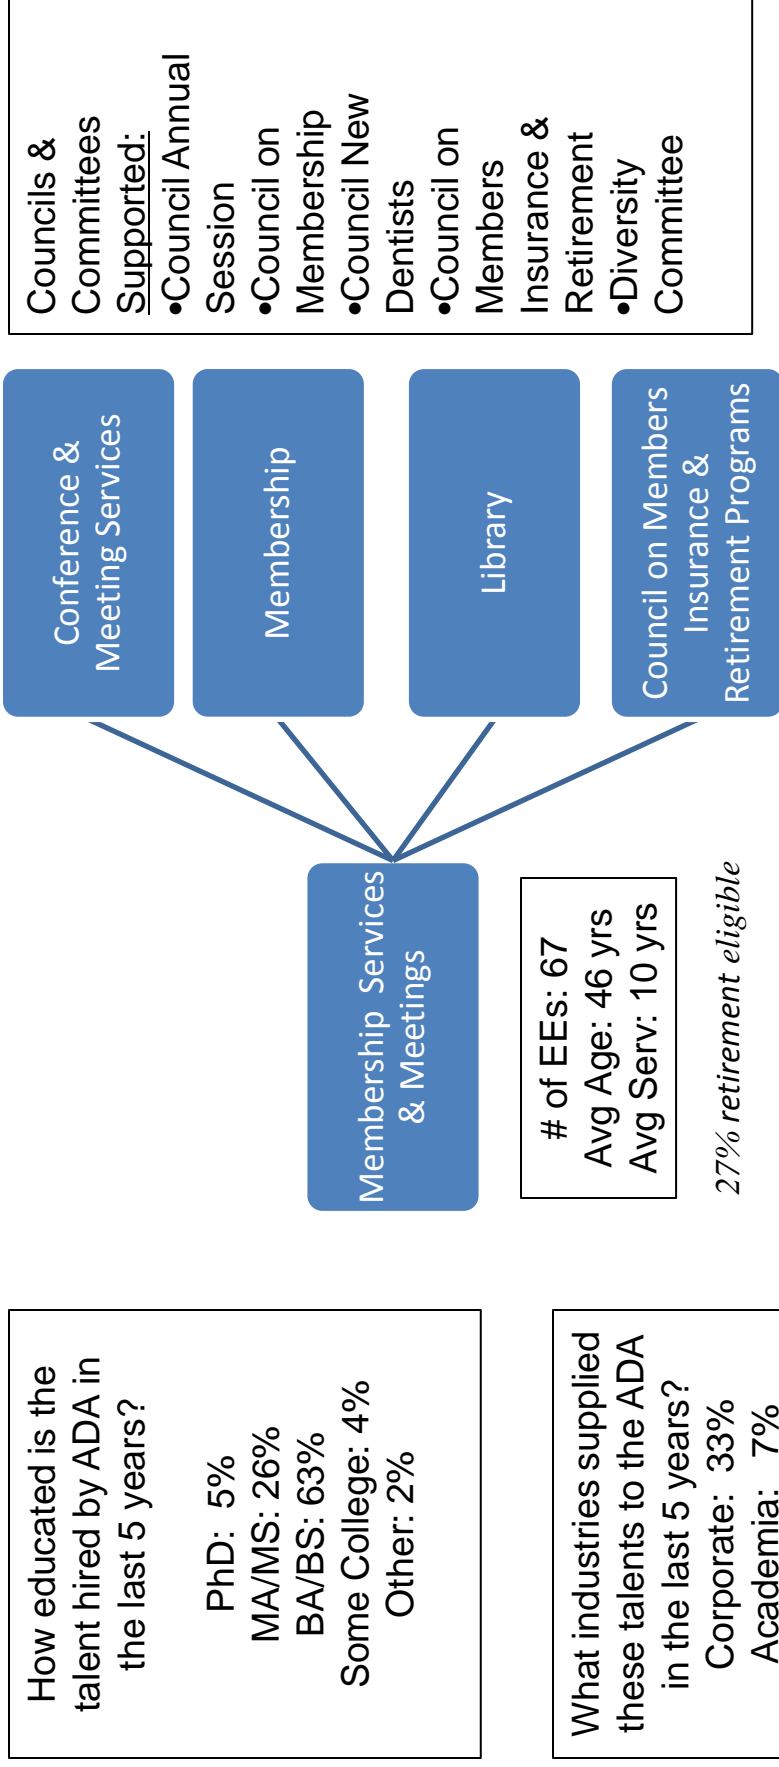 How educated is the
talent hired by ADA in
the last 5 years?
PhD: 5%
MA/MS: 26%
BA/BS: 63%
Some College: 4%
Other: 2%
What industries supplied
these talents to the ADA
in the last 5 years?
Corporate: 33%
Academia: 7%
Membership Services
& Meetings
# of EEs: 67
Avg Age: 46 yrs
Avg Serv: 10 yrs
27% retirement eligible
Conference &
Meeting Services
Membership
Library
Council on Members
Insurance &
Retirement Programs
Councils &
Committees
Supported:
•Council Annual
Session
•Council on
Membership
•Council New
Dentists
•Council on
Members
Insurance &
Retirement
•Diversity
Committee